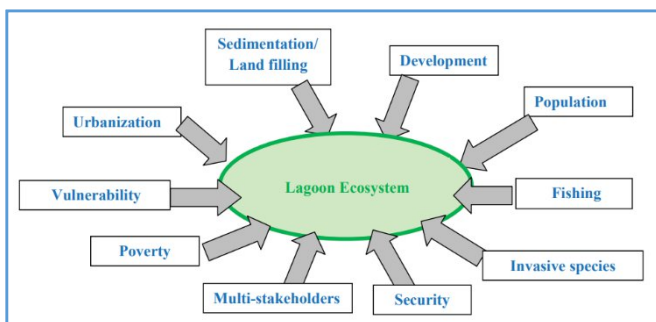 Sedimentation/
Land filling
Development
Urbanization
Population
Lagoon Ecosystem
Vulnerability
Fishing
Poverty
Invasive species
Multi-stakeholders
Security